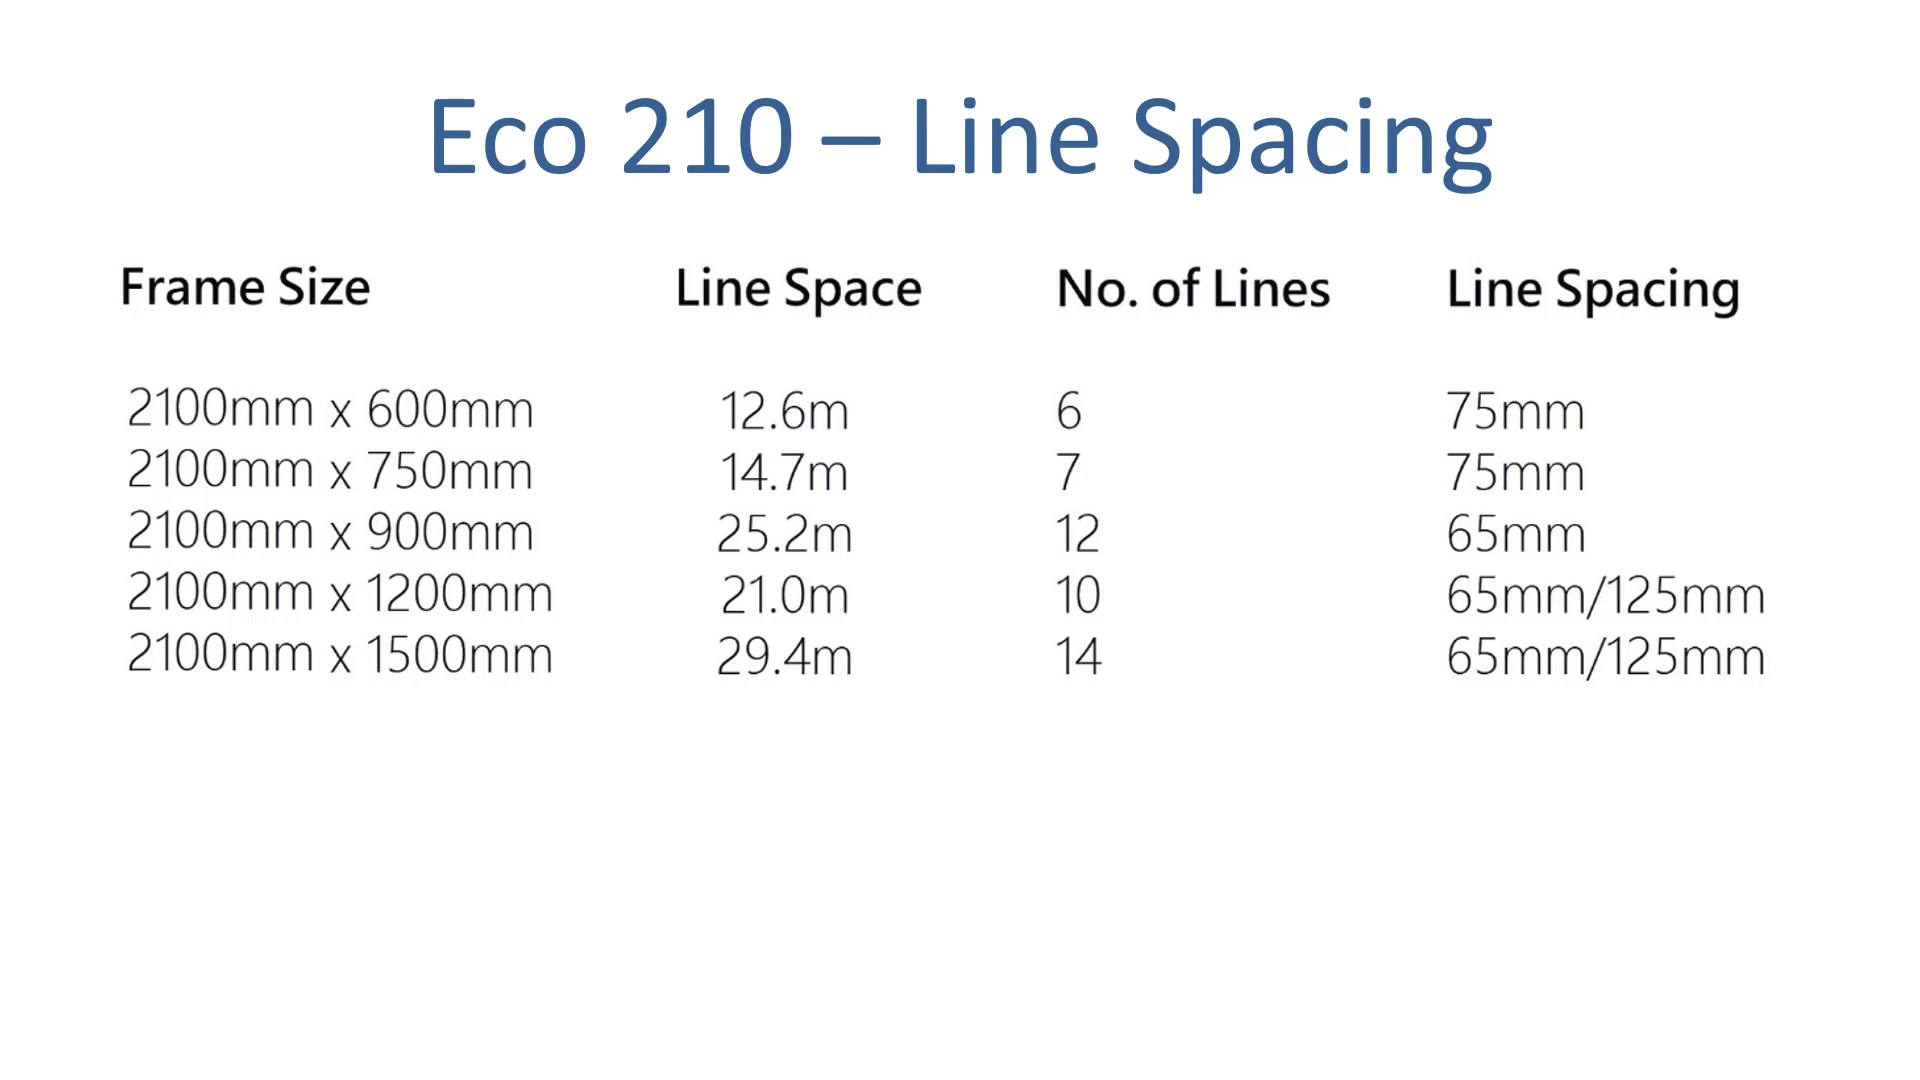 Eco 210 – Line Spacing
Frame Size Line Space No. of Lines Line Spacing
2100mm x 600mm 12.6m 6 75mm
2100mm x 750mm 14.7m 7 75mm
2100mm x 900mm 25.2m 12 65mm
2100mm x 1200mm 21.0m 10 65mm/125mm
2100mm x 1500mm 29.4m 14 65mm/125mm